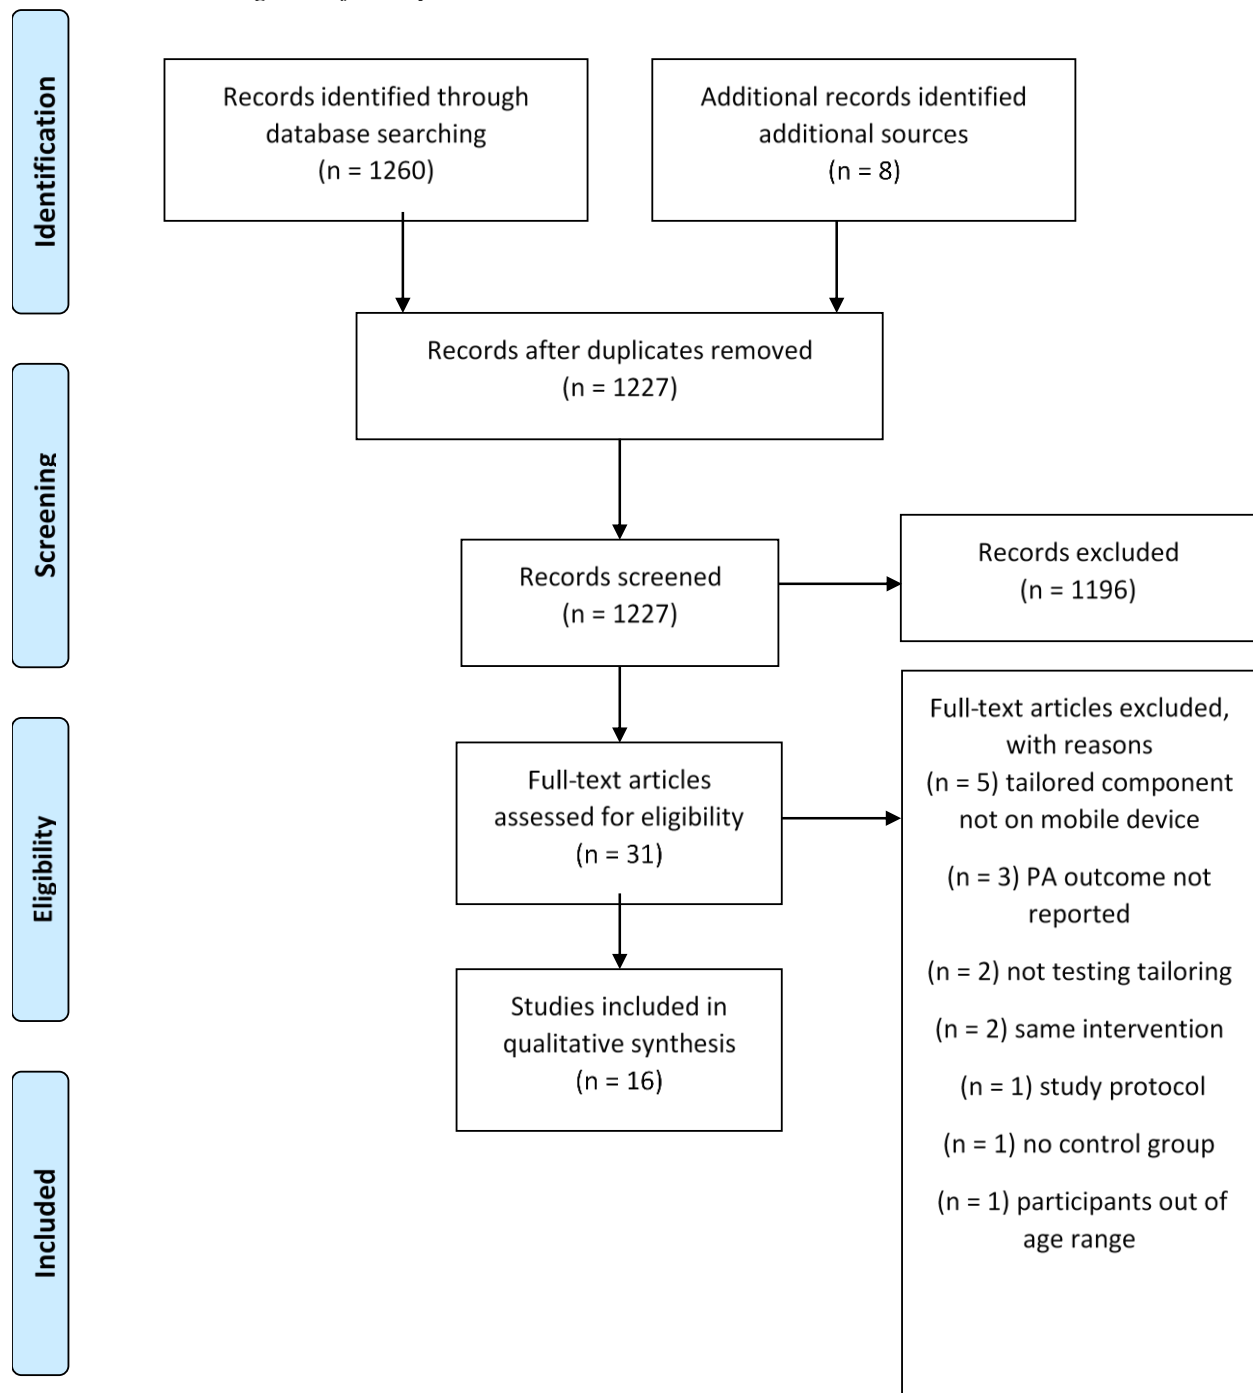 Identification
Records identified through
database searching
(n = 1260)
Additional records identified
additional sources
(n = 8)
Records after duplicates removed
(n = 1227)
Screening
Records screened
(n = 1227)
Records excluded
(n = 1196)
Eligibility
Full-text articles
assessed for eligibility
(n = 31)
Full-text articles excluded,
with reasons
(n = 5) tailored component
not on mobile device
(n = 3) PA outcome not
reported
(n = 2) not testing tailoring
(n = 2) same intervention
(n = 1) study protocol
(n = 1) no control group
(n = 1) participants out of
age range
Included
Studies included in
qualitative synthesis
(n = 16)